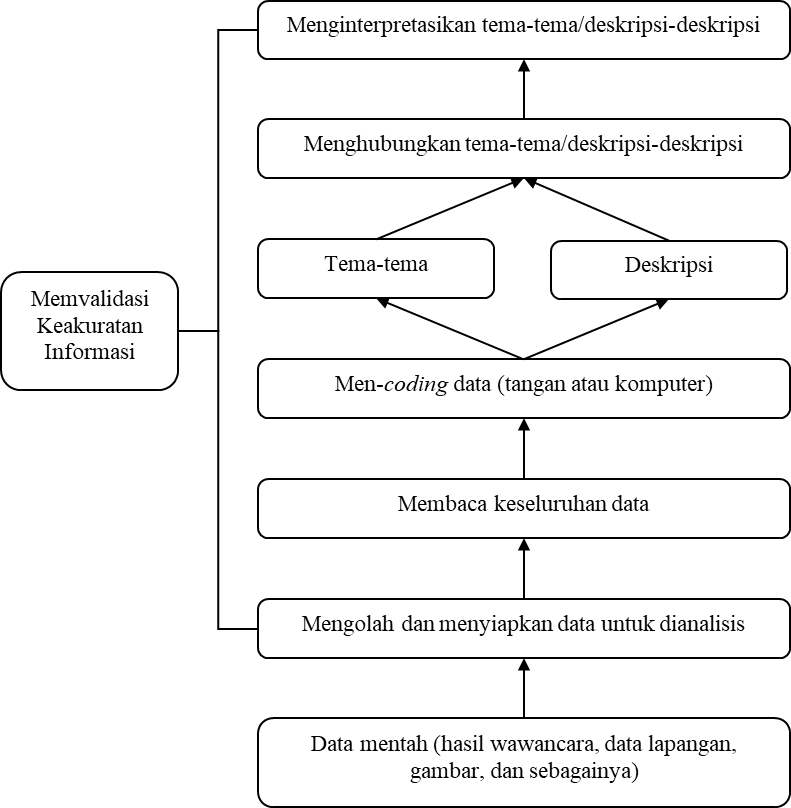 Menginterpretasikan tema-tema/deskripsi-deskripsi
Menghubungkan tema-tema/deskripsi-deskripsi
Tema-tema
Deskripsi
Memvalidasi
Keakuratan
Informasi
Men-coding data (tangan atau komputer)
Membaca keseluruhan data
Mengolah dan menyiapkan data untuk dianalisis
Data mentah (hasil wawancara, data lapangan,
gambar, dan sebagainya)